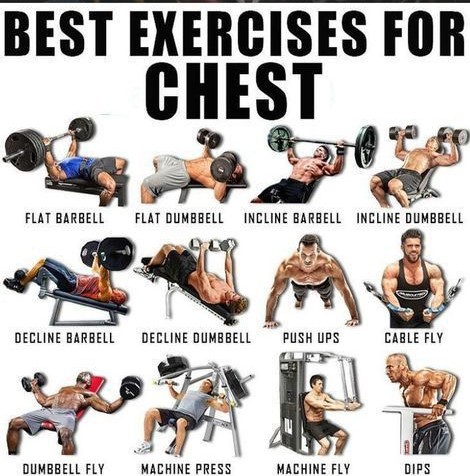 BEST EXERCISES FOR
CHEST
FLAT BARBELL
FLAT DUMBBELL
INCLINE BARBELL
INCLINE DUMBBELL
DECLINE BARBELL
DECLINE DUMBBELL
PUSH UPS
CABLE FLY
DUMBBELL FLY
MACHINE PRESS
MACHINE FLY
DIPS